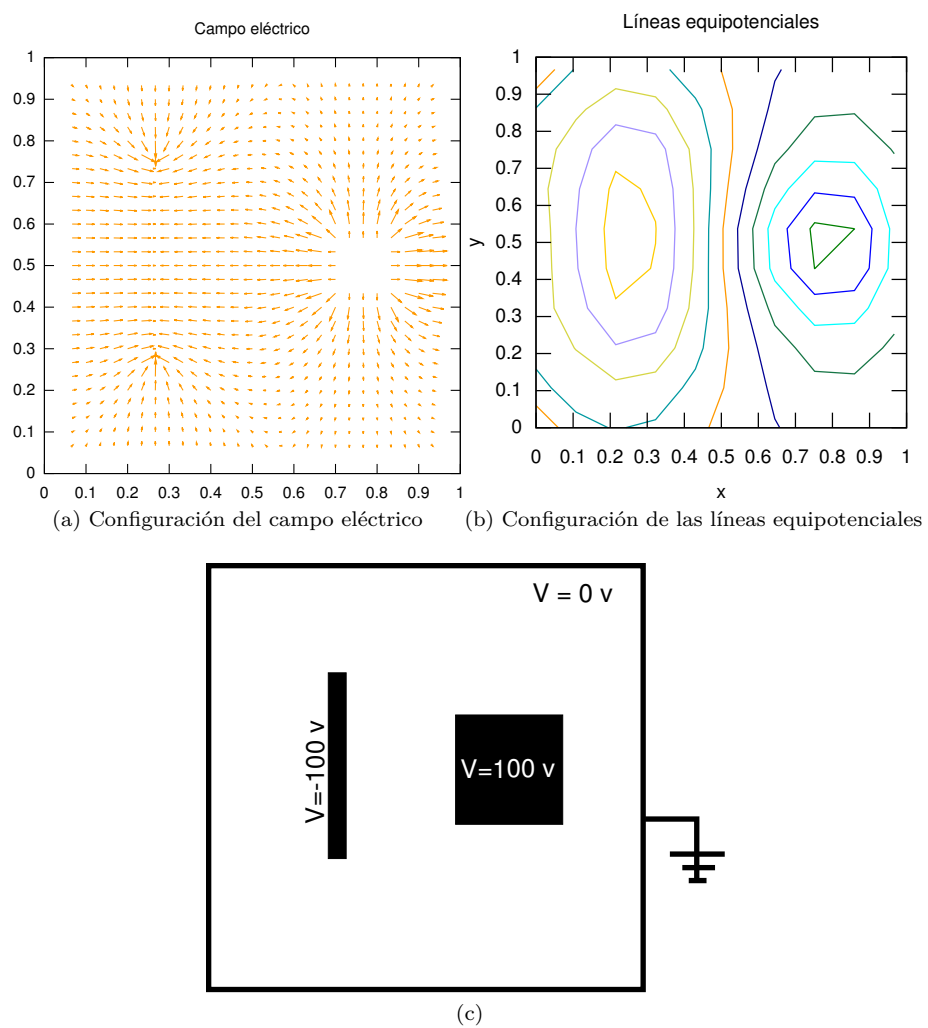 Campo eléctrico
1
0.9
0.8
0.7
0.6
0.5
0.4
0.3
0.2
0.1
0
0 0.1 0.2 0.3 0.4 0.5 0.6 0.7 0.8 0.9 1
(a) Configuración del campo eléctrico
Líneas equipotenciales
y
1
0.9
0.8
0.7
0.6
0.5
0.4
0.3
0.2
0.1
0
0 0.1 0.2 0.3 0.4 0.5 0.6 0.7 0.8 0.9 1
x
(b) Configuración de las líneas equipotenciales
V = 0 v
V=-100 v
V=100 v
(c)